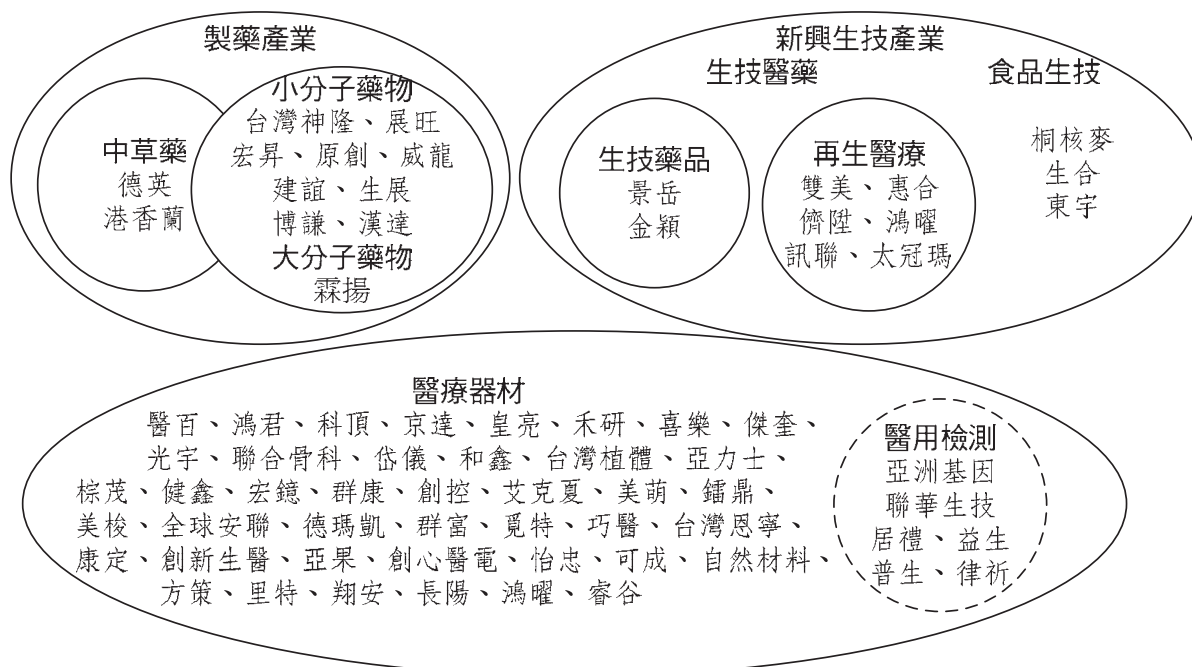 製藥產業
中草藥
德英
港香蘭
小分子藥物
台灣神隆、展旺
宏昇、原創、威龍
建誼、生展
博謙、漢達
大分子藥物
霖揚
新興生技產業
生技醫藥
食品生技
生技藥品
景岳
金穎
再生醫療
雙美、惠合
儕陞、鴻曜
訊聯、太冠瑪
桐核麥
生合
東宇
醫療器材
醫百、鴻君、科頂、京達、皇亮、禾研、喜樂、傑奎、
光宇、聯合骨科、岱儀、和鑫、台灣植體、亞力士、
棕茂、健鑫、宏鐿、群康、創控、艾克夏、美萌、鐳鼎、
美梭、全球安聯、德瑪凱、群富、覓特、巧醫、台灣恩寧、
康定、創新生醫、亞果、創心醫電、怡忠、可成、自然材料、
方策、里特、翔安、長陽、鴻曜、睿谷
醫用檢測
亞洲基因
聯華生技
居禮、益生
普生、律祈